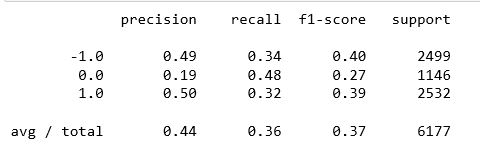 precision recall f1-score support
-1.0 0.49 0.34 0.40 2499
0.0 0.19 0.48 0.27 1146
1.0 0.50 0.32 0.39 2532
avg / total 0.44 0.36 0.37 6177